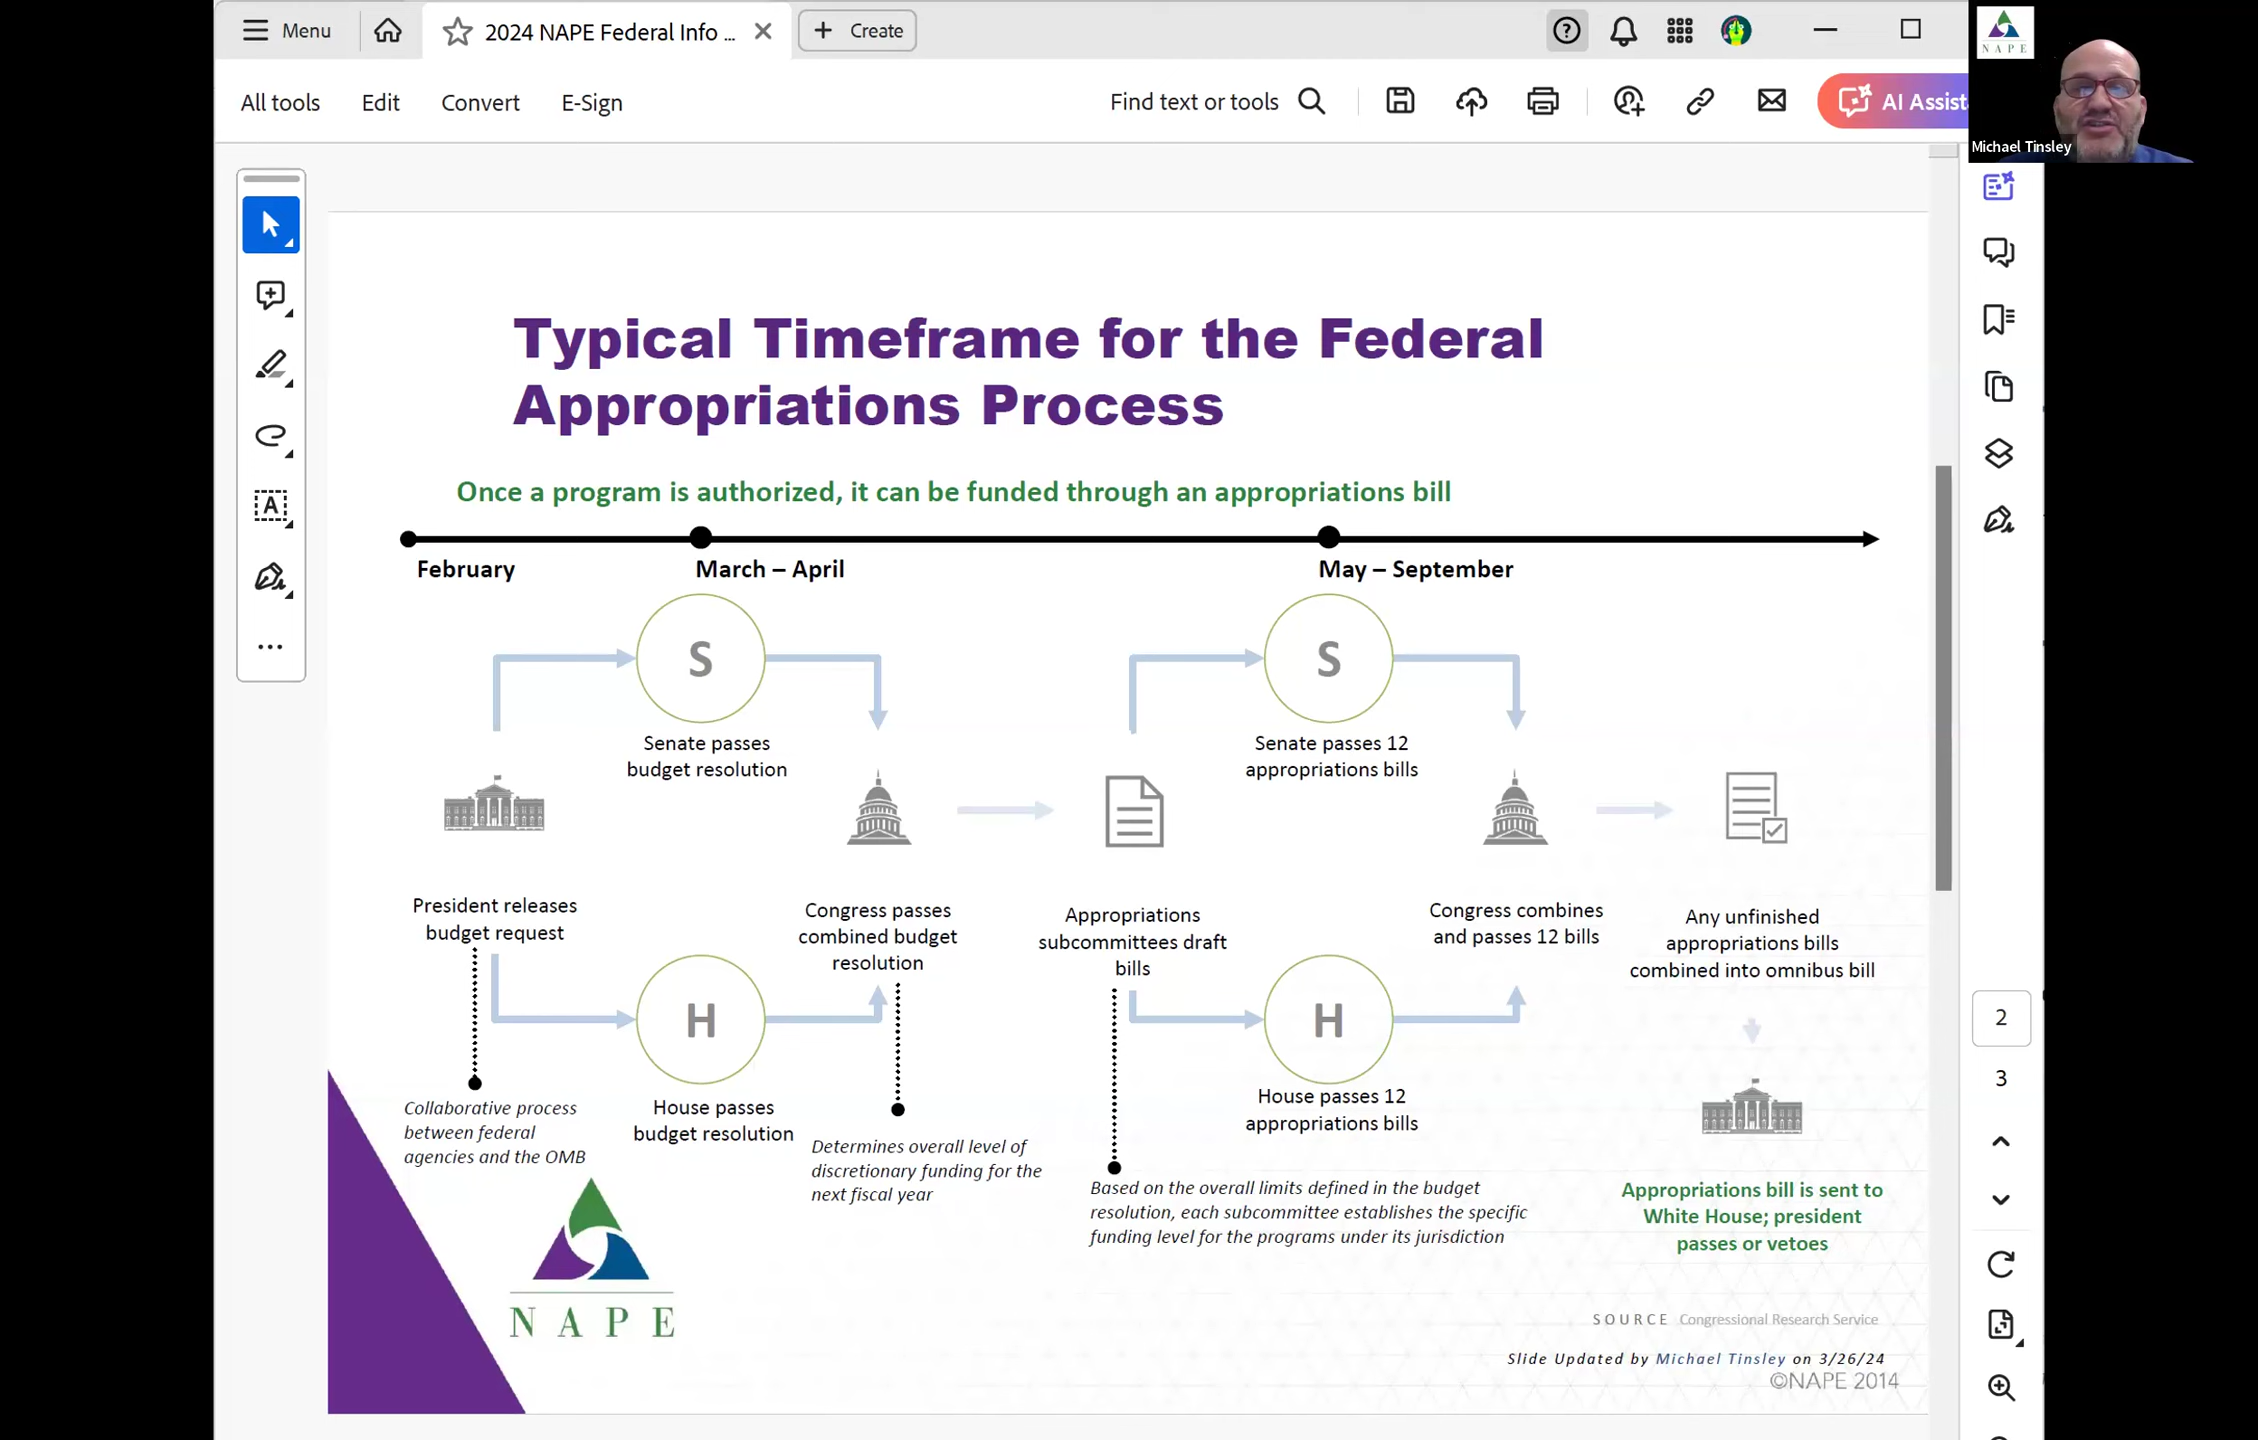 Menu
2024 NAPE Federal Info ...
Create
All tools
Edit
Convert
E-Sign
Find text or tools
AI Assist
NAPE
Michael Tinsley
Typical Timeframe for the Federal
Appropriations Process
Once a program is authorized, it can be funded through an appropriations bill
February
March – April
May – September
S
S
Senate passes
budget resolution
Senate passes 12
appropriations bills
President releases
budget request
Congress passes
combined budget
resolution
Appropriations
subcommittees draft
bills
Congress combines
and passes 12 bills
Any unfinished
appropriations bills
combined into omnibus bill
H
H
Collaborative process
between federal
agencies and the OMB
House passes
budget resolution
Determines overall level of
discretionary funding for the
next fiscal year
House passes 12
appropriations bills
Based on the overall limits defined in the budget
resolution, each subcommittee establishes the specific
funding level for the programs under its jurisdiction
Appropriations bill is sent to
White House; president
passes or vetoes
NAPE
SOURCE Congressional Research Service
Slide Updated by Michael Tinsley on 3/26/24
©NAPE 2014
2
3